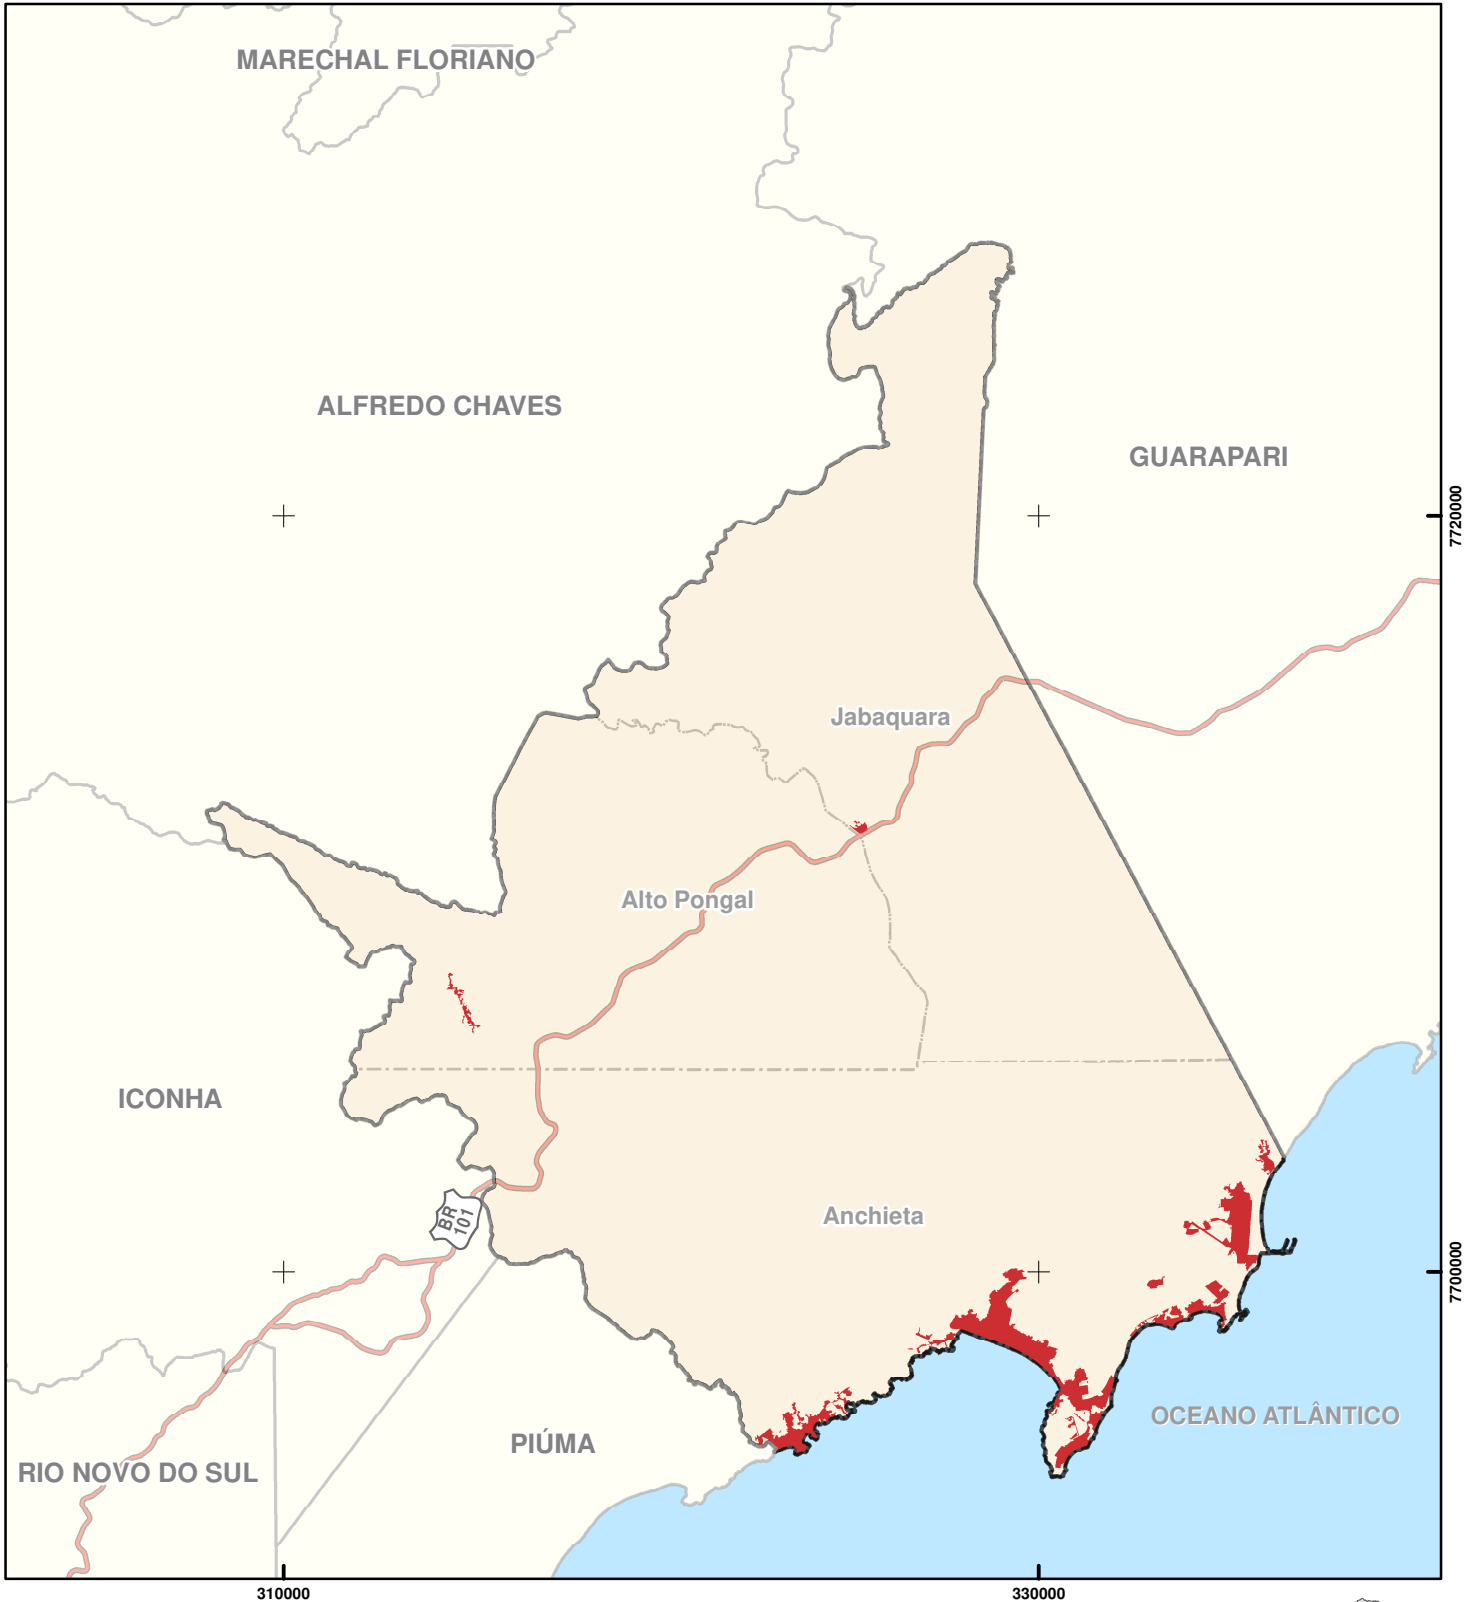 MARECHAL FLORIANO
ALFREDO CHAVES
GUARAPARI
7720000
Jabaquara
Alto Pongal
ICONHA
BR
101
Anchieta
7700000
OCEANO ATLÂNTICO
PIÚMA
RIO NOVO DO SUL
310000
330000